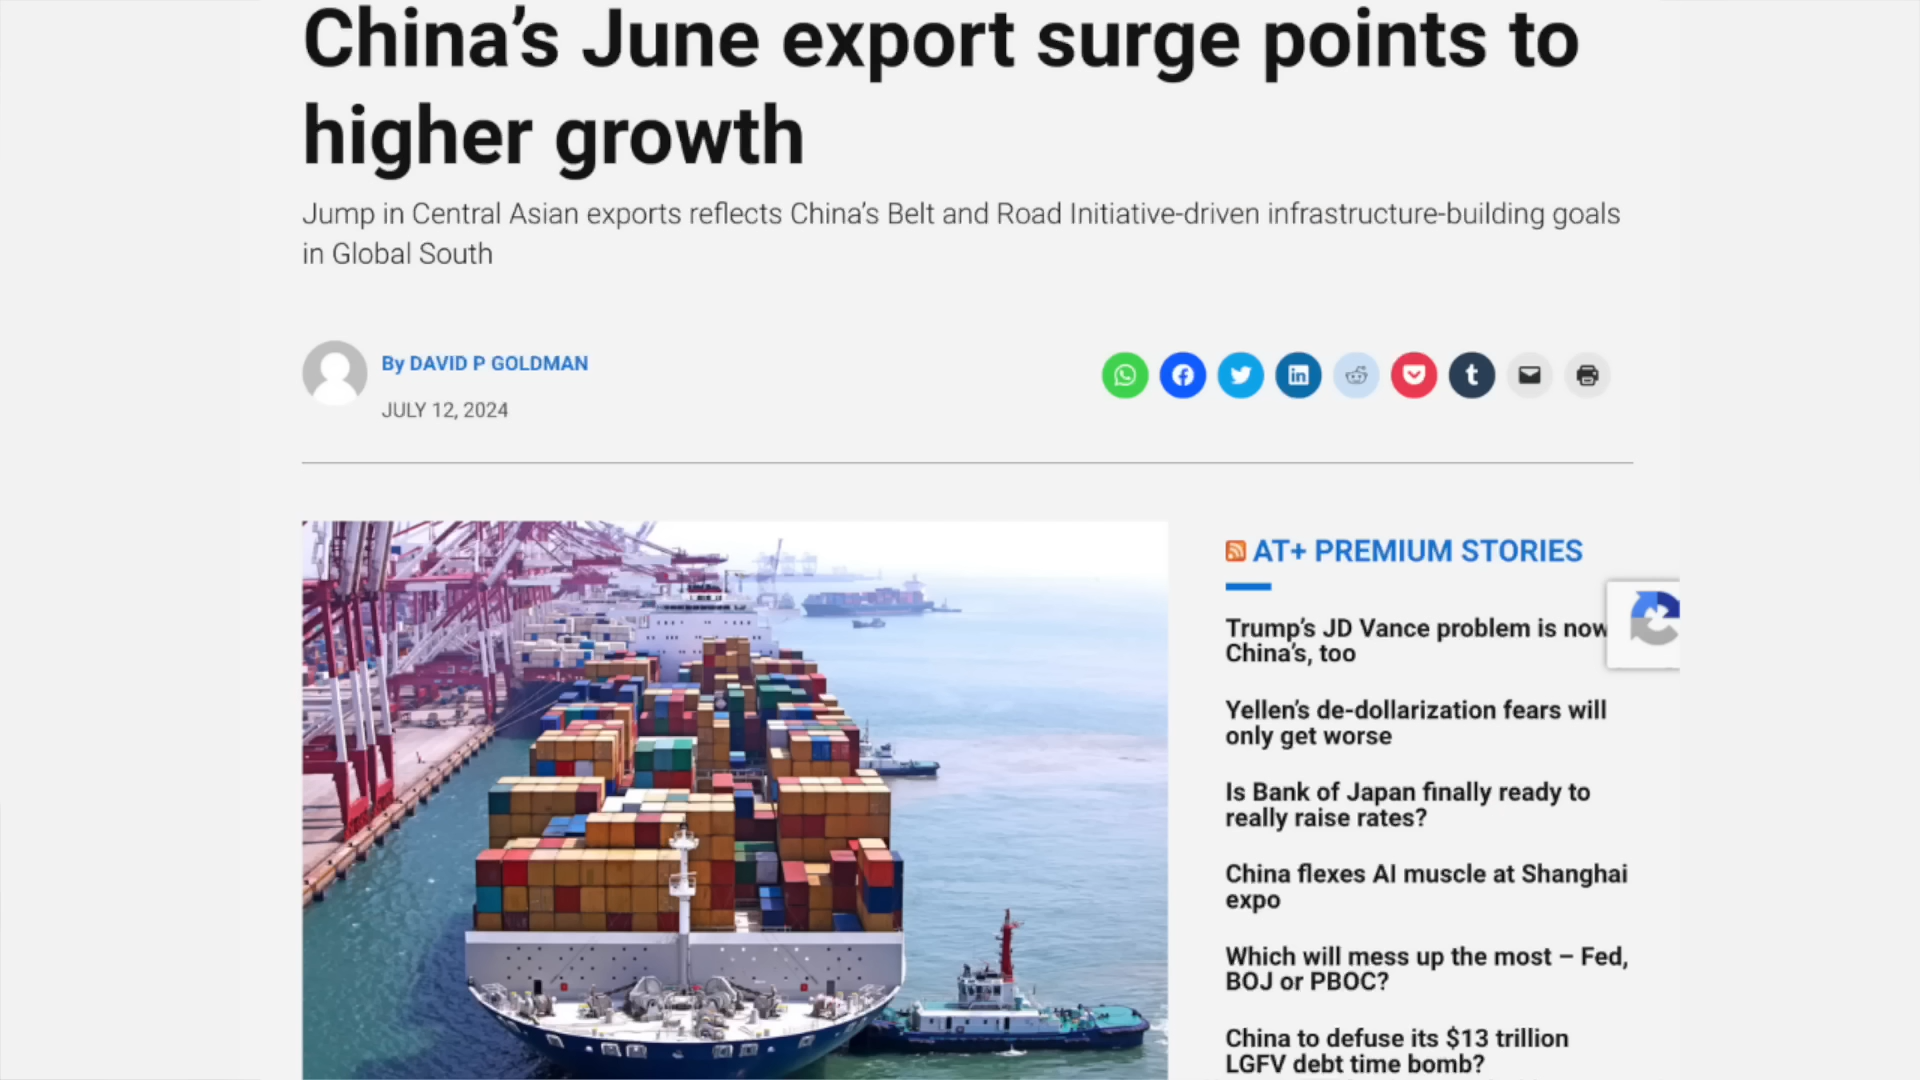 China’s June export surge points to
higher growth
Jump in Central Asian exports reflects China’s Belt and Road Initiative-driven infrastructure-building goals
in Global South
By DAVID P GOLDMAN
JULY 12, 2024
AT+ PREMIUM STORIES
Trump’s JD Vance problem is now
China’s, too
Yellen’s de-dollarization fears will
only get worse
Is Bank of Japan finally ready to
really raise rates?
China flexes AI muscle at Shanghai
expo
Which will mess up the most – Fed,
BOJ or PBOC?
China to defuse its $13 trillion
LGFV debt time bomb?